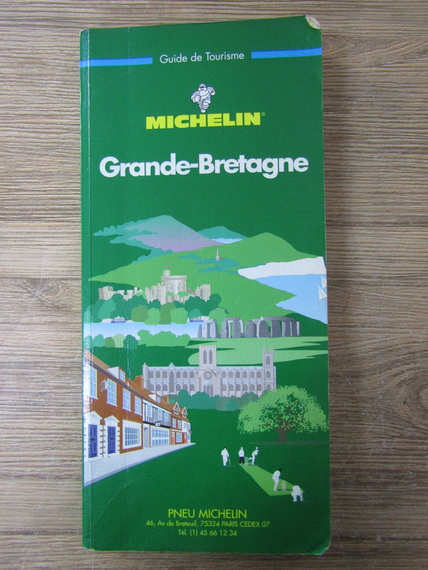 Guide de Tourisme
MICHELIN®
Grande-Bretagne
PNEU MICHELIN
46, Av de Breteuil, 75324 PARIS CEDEX 07
Tél. (1) 45 66 12 34